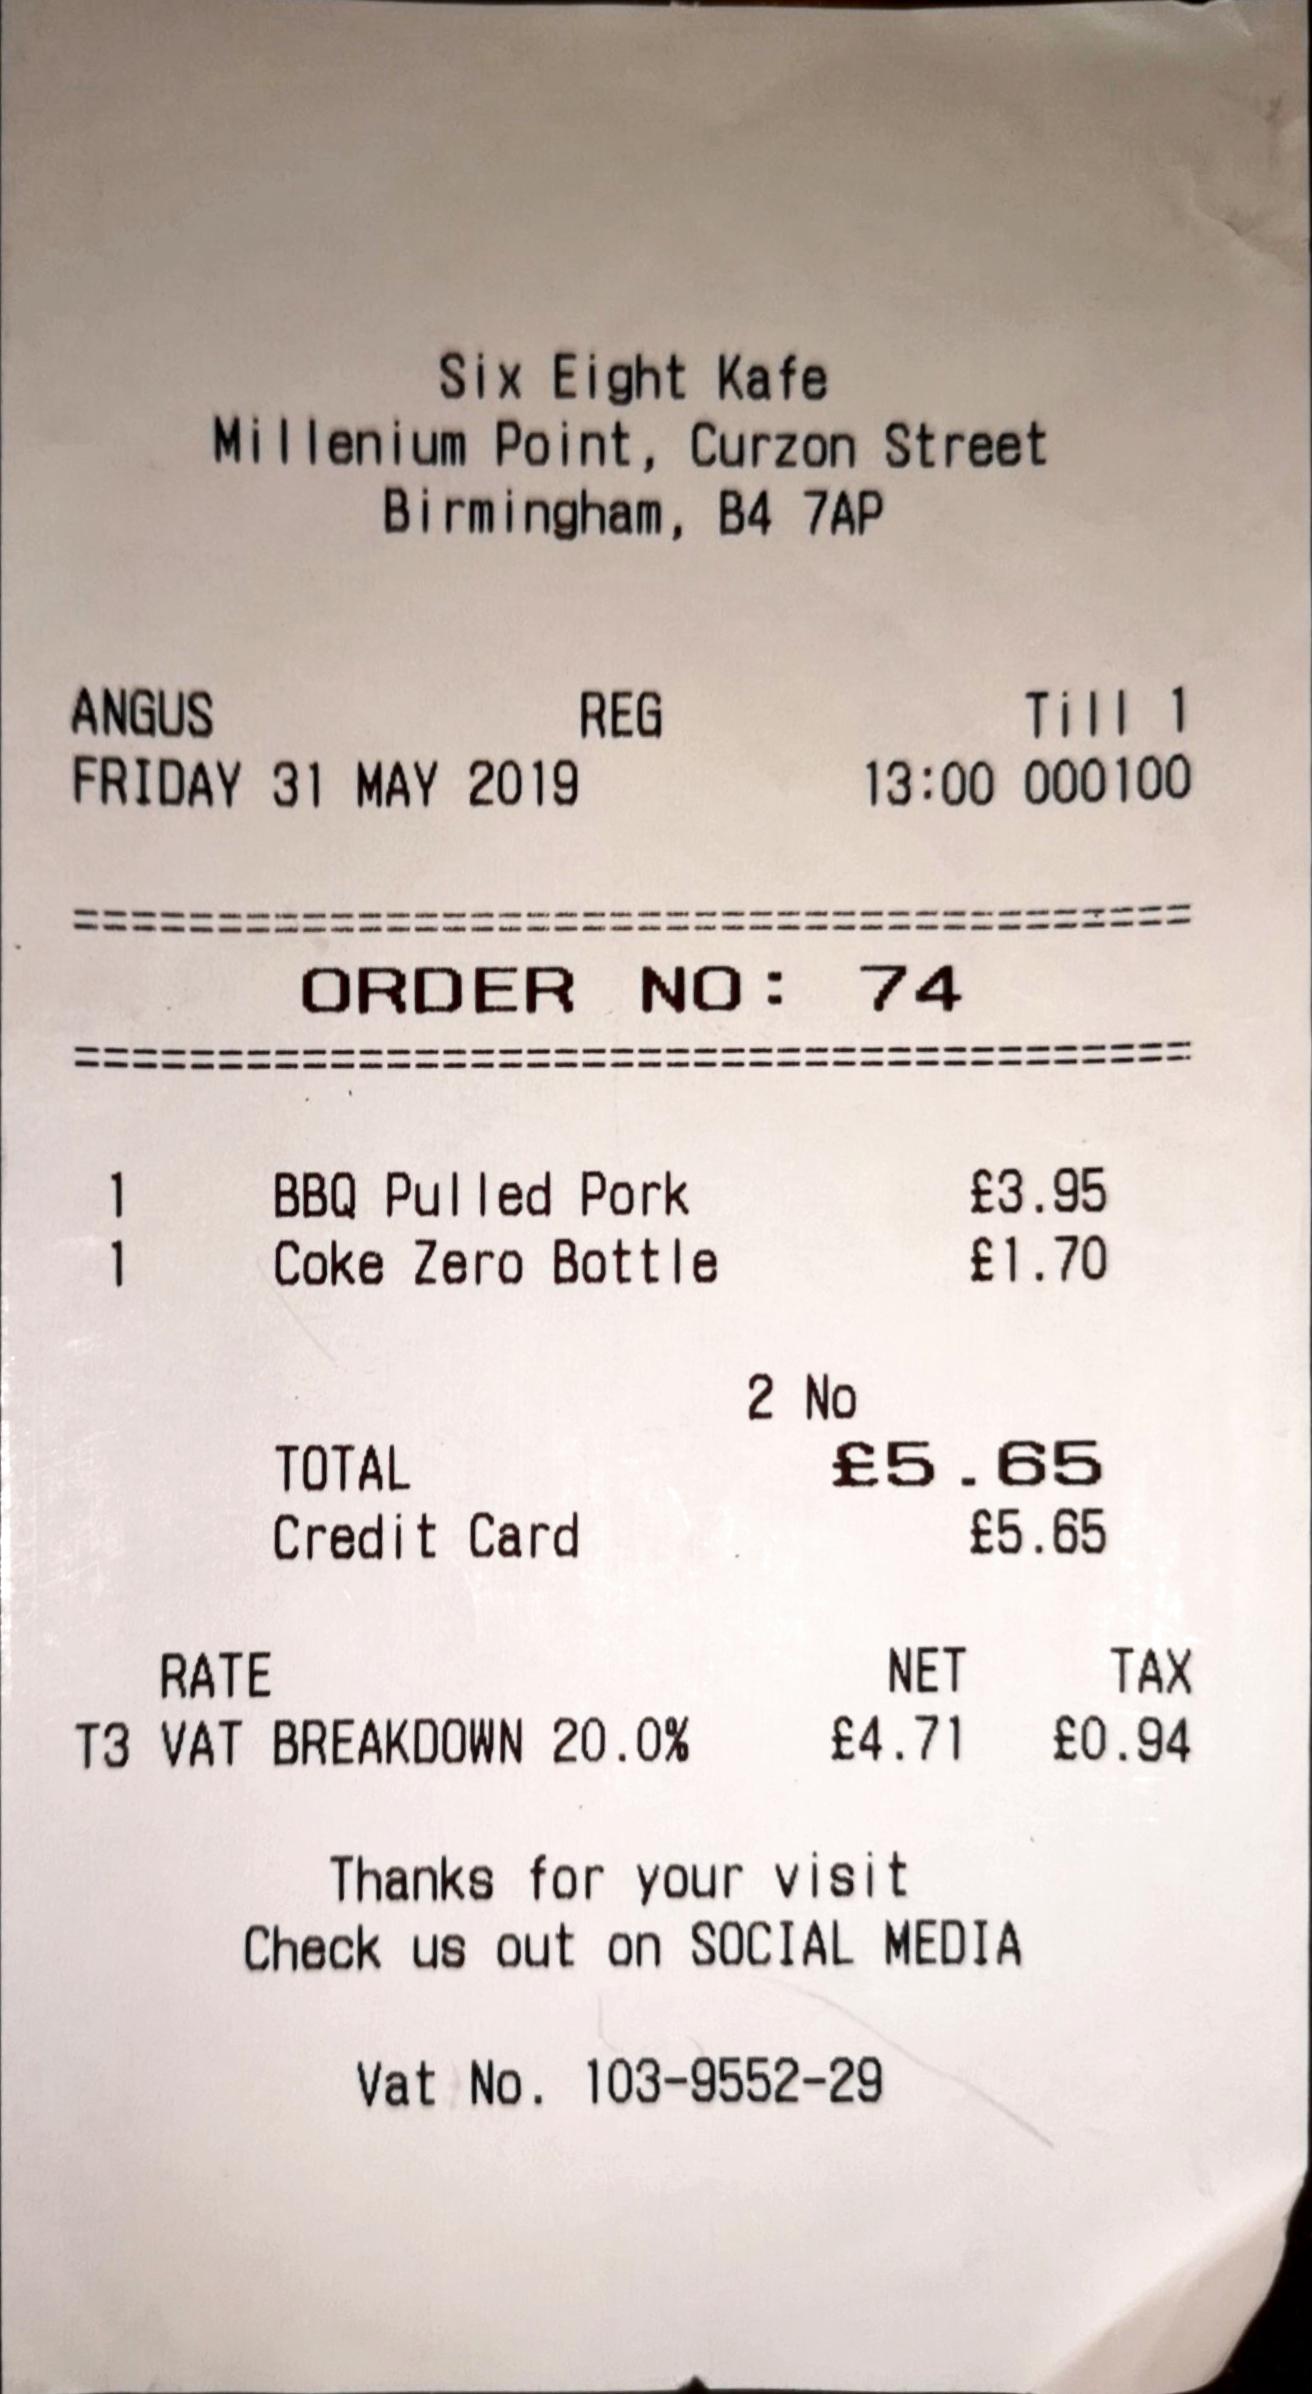 Six Eight Kafe
Millenium Point, Curzon Street
Birmingham, B4 7AP
ANGUS REG Till 1
FRIDAY 31 MAY 2019 13:00 000100
========================================
ORDER NO: 74
========================================
1 BBQ Pulled Pork £3.95
1 Coke Zero Bottle £1.70
2 No
TOTAL £5.65
Credit Card £5.65
RATE NET TAX
T3 VAT BREAKDOWN 20.0% £4.71 £0.94
Thanks for your visit
Check us out on SOCIAL MEDIA
Vat No. 103-9552-29